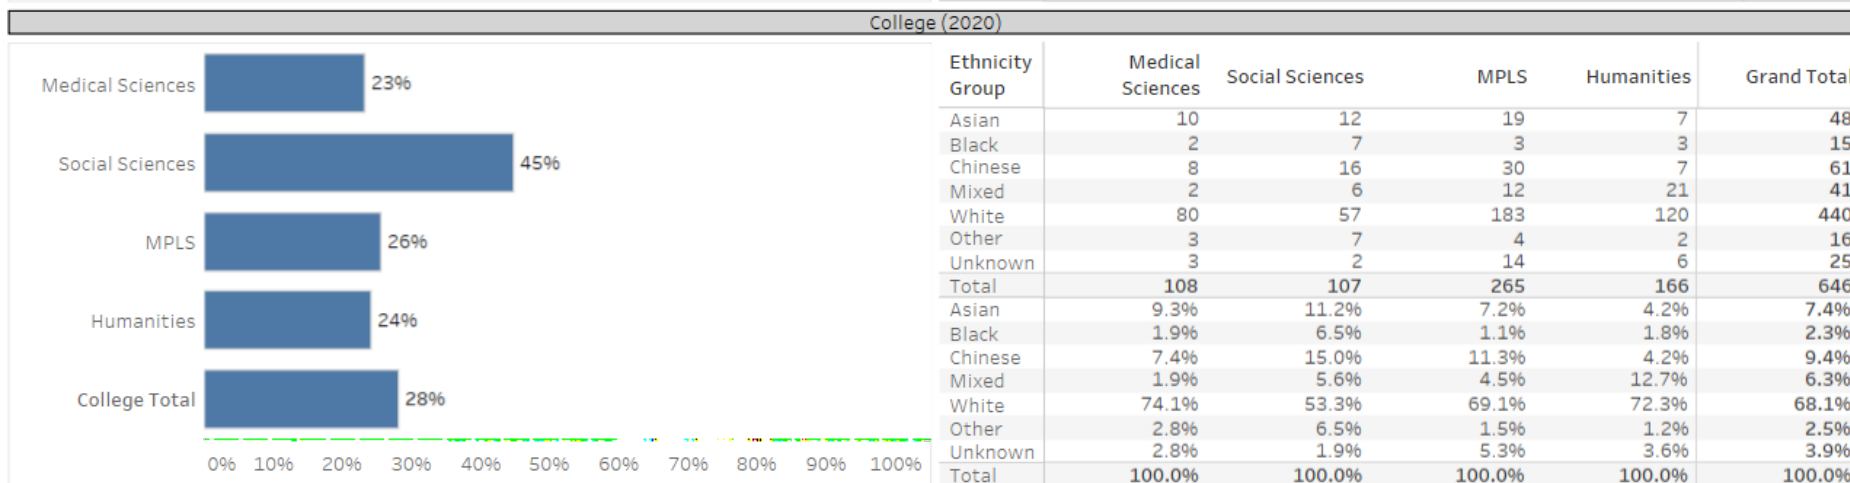 College (2020)
Medical Sciences 23%
Social Sciences 45%
MPLS 26%
Humanities 24%
College Total 28%
0% 10% 20% 30% 40% 50% 60% 70% 80% 90% 100%
Ethnicity Group Medical Sciences Social Sciences MPLS Humanities Grand Total
Asian 10 12 19 7 48
Black 2 7 3 3 15
Chinese 8 16 30 7 61
Mixed 2 6 12 21 41
White 80 57 183 120 440
Other 3 7 4 2 16
Unknown 3 2 14 6 25
Total 108 107 265 166 646
Asian 9.3% 11.2% 7.2% 4.2% 7.4%
Black 1.9% 6.5% 1.1% 1.8% 2.3%
Chinese 7.4% 15.0% 11.3% 4.2% 9.4%
Mixed 1.9% 5.6% 4.5% 12.7% 6.3%
White 74.1% 53.3% 69.1% 72.3% 68.1%
Other 2.8% 6.5% 1.5% 1.2% 2.5%
Unknown 2.8% 1.9% 5.3% 3.6% 3.9%
Total 100.0% 100.0% 100.0% 100.0% 100.0%